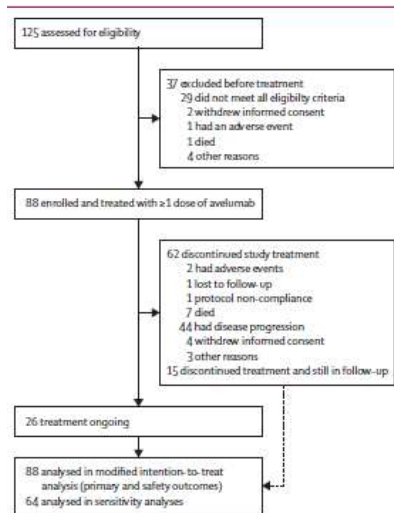 125 assessed for eligibility
37 excluded before treatment
29 did not meet all eligibilty criteria
2 withdrew informed consent
1 had an adverse event
1 died
4 other reasons
88 enrolled and treated with ≥1 dose of avelumab
62 discontinued study treatment
2 had adverse events
1 lost to follow-up
1 protocol non-compliance
7 died
44 had disease progression
4 withdrew informed consent
3 other reasons
15 discontinued treatment and still in follow-up
26 treatment ongoing
88 analysed in modified intention-to-treat
analysis (primary and safety outcomes)
64 analysed in sensitivity analyses